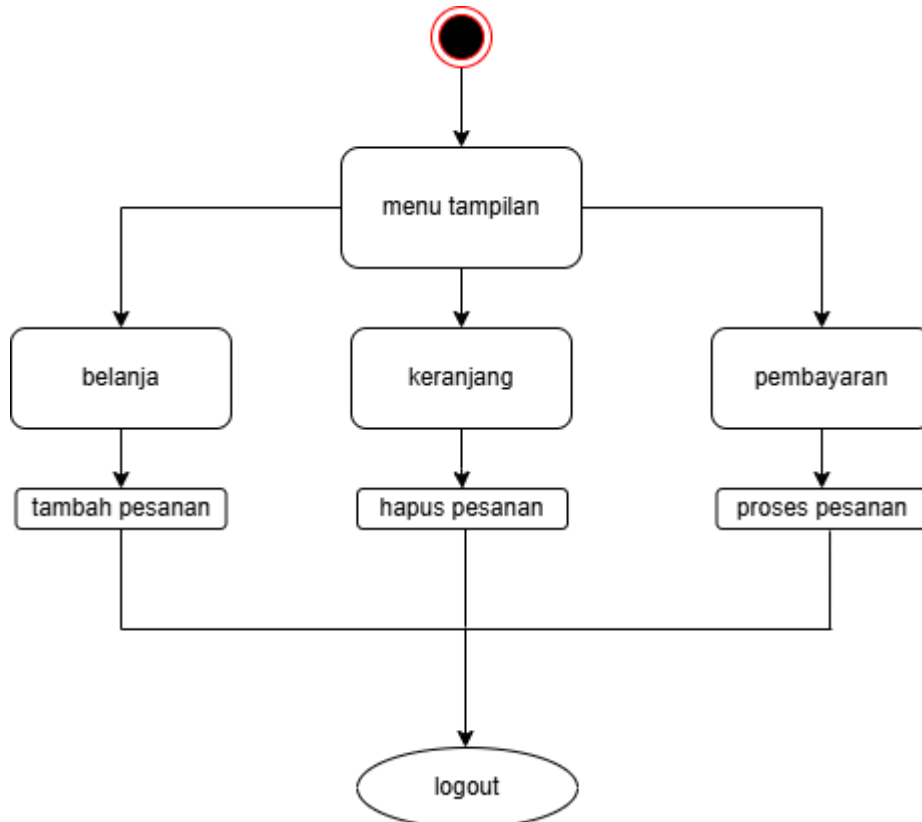 menu tampilan
belanja
keranjang
pembayaran
tambah pesanan
hapus pesanan
proses pesanan
logout